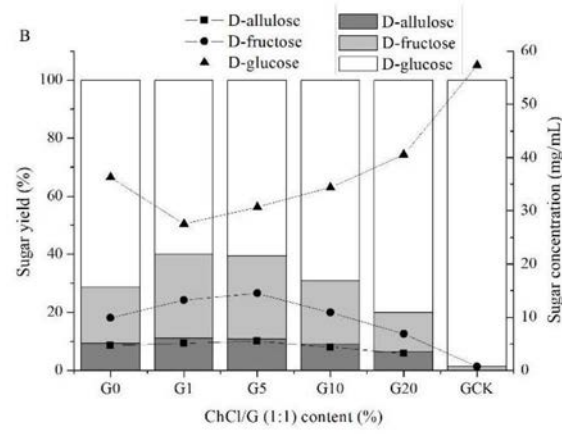 B
D-allulose D-allulose
D-fructose D-fructose
D-glucose D-glucose
100
80
60
40
20
0
Sugar yield (%)
60
50
40
30
20
10
0
Sugar concentration (mg/mL)
G0 G1 G5 G10 G20 GCK
ChCl/G (1:1) content (%)